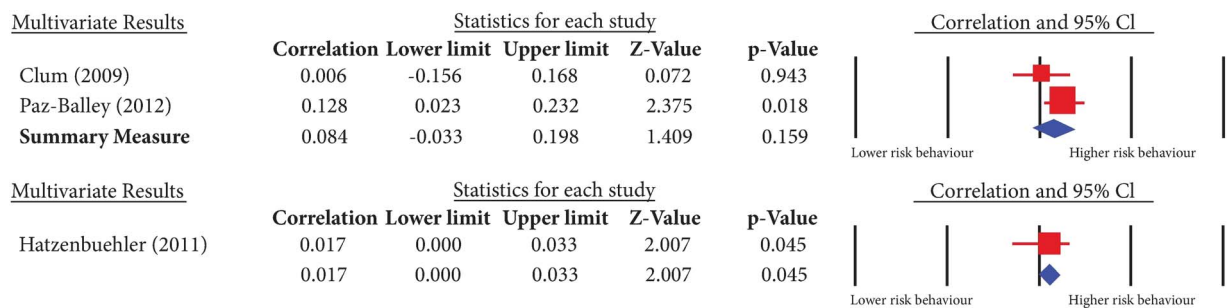 Multivariate Results Statistics for each study Correlation and 95% Cl
Correlation Lower limit Upper limit Z-Value p-Value
Clum (2009) 0.006 -0.156 0.168 0.072 0.943
Paz-Balley (2012) 0.128 0.023 0.232 2.375 0.018
Summary Measure 0.084 -0.033 0.198 1.409 0.159
Lower risk behaviour Higher risk behaviour
Multivariate Results Statistics for each study Correlation and 95% Cl
Correlation Lower limit Upper limit Z-Value p-Value
Hatzenbuehler (2011) 0.017 0.000 0.033 2.007 0.045
0.017 0.000 0.033 2.007 0.045
Lower risk behaviour Higher risk behaviour